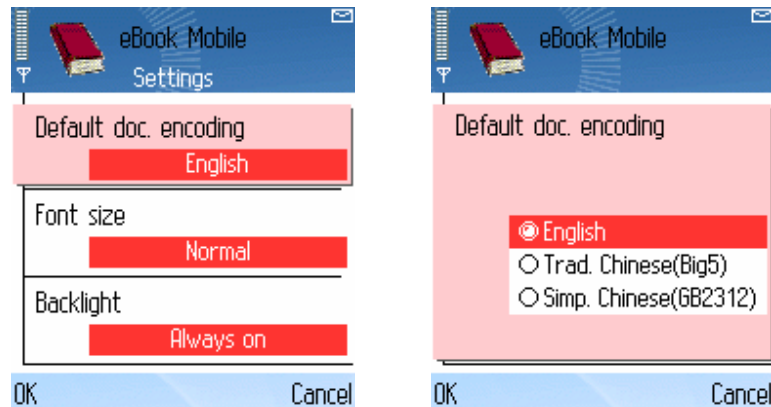 eBook Mobile
Settings
Default doc. encoding
English
Font size
Normal
Backlight
Always on
OK Cancel
eBook Mobile
Default doc. encoding
English
Trad. Chinese(Big5)
Simp. Chinese(GB2312)
OK Cancel